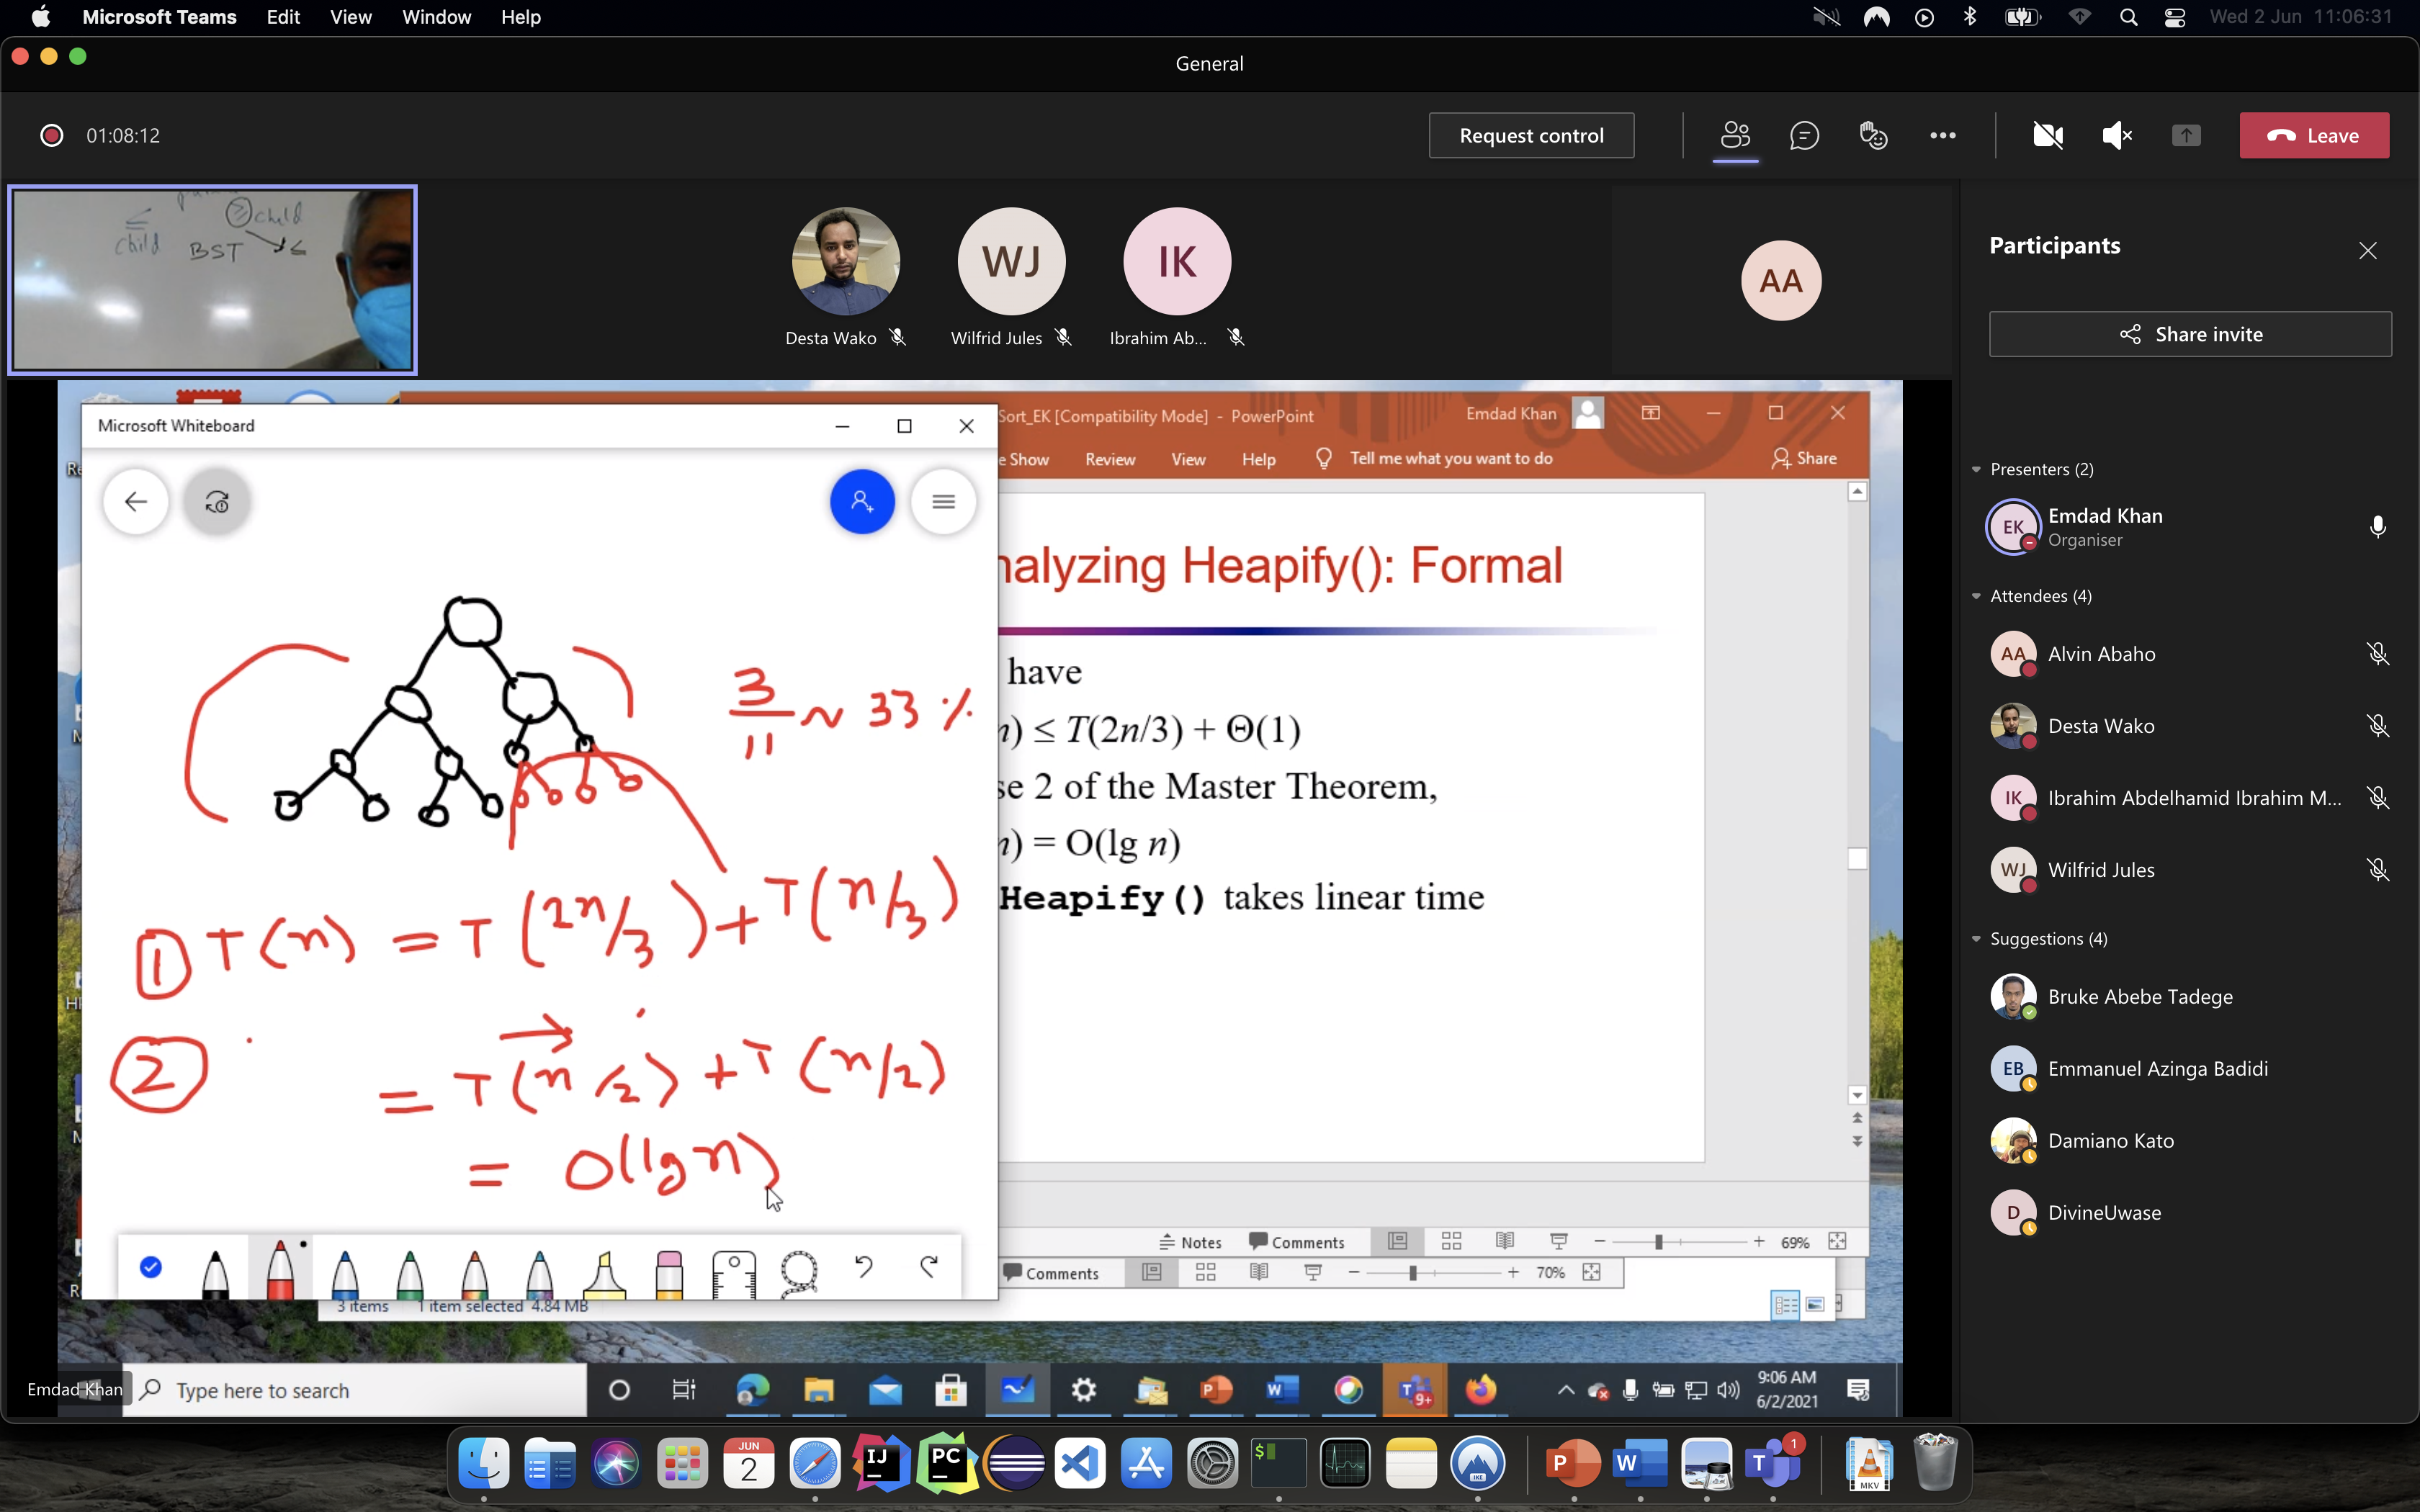 Microsoft Teams Edit View Window Help
Wed 2 Jun 11:06:31
General
01:08:12
Request control
Leave
child
child
BST
WJ
IK
AA
Desta Wako
Wilfrid Jules
Ibrahim Ab...
Participants
Share invite
Presenters (2)
EK
Emdad Khan
Organiser
Attendees (4)
AA
Alvin Abaho
Desta Wako
IK
Ibrahim Abdelhamid Ibrahim M...
WJ
Wilfrid Jules
Suggestions (4)
Bruke Abebe Tadege
EB
Emmanuel Azinga Badidi
Damiano Kato
D
DivineUwase
Microsoft Whiteboard
3/11 ~ 33 %
① T(n) = T(2n/3) + T(n/3)
② = T(n/2) + T(n/2)
= O(lg n)
Sort_EK [Compatibility Mode] - PowerPoint
Emdad Khan
e Show Review View Help Tell me what you want to do
Share
nalyzing Heapify(): Formal
have
n) ≤ T(2n/3) + Θ(1)
se 2 of the Master Theorem,
n) = O(lg n)
Heapify() takes linear time
Notes Comments 69%
Comments 70%
3 items 1 item selected 4.84 MB
Emdad Khan
Type here to search
9+
9:06 AM
6/2/2021
JUN
2
IJ
PC
$
IKE
P
W
T
1
MKV